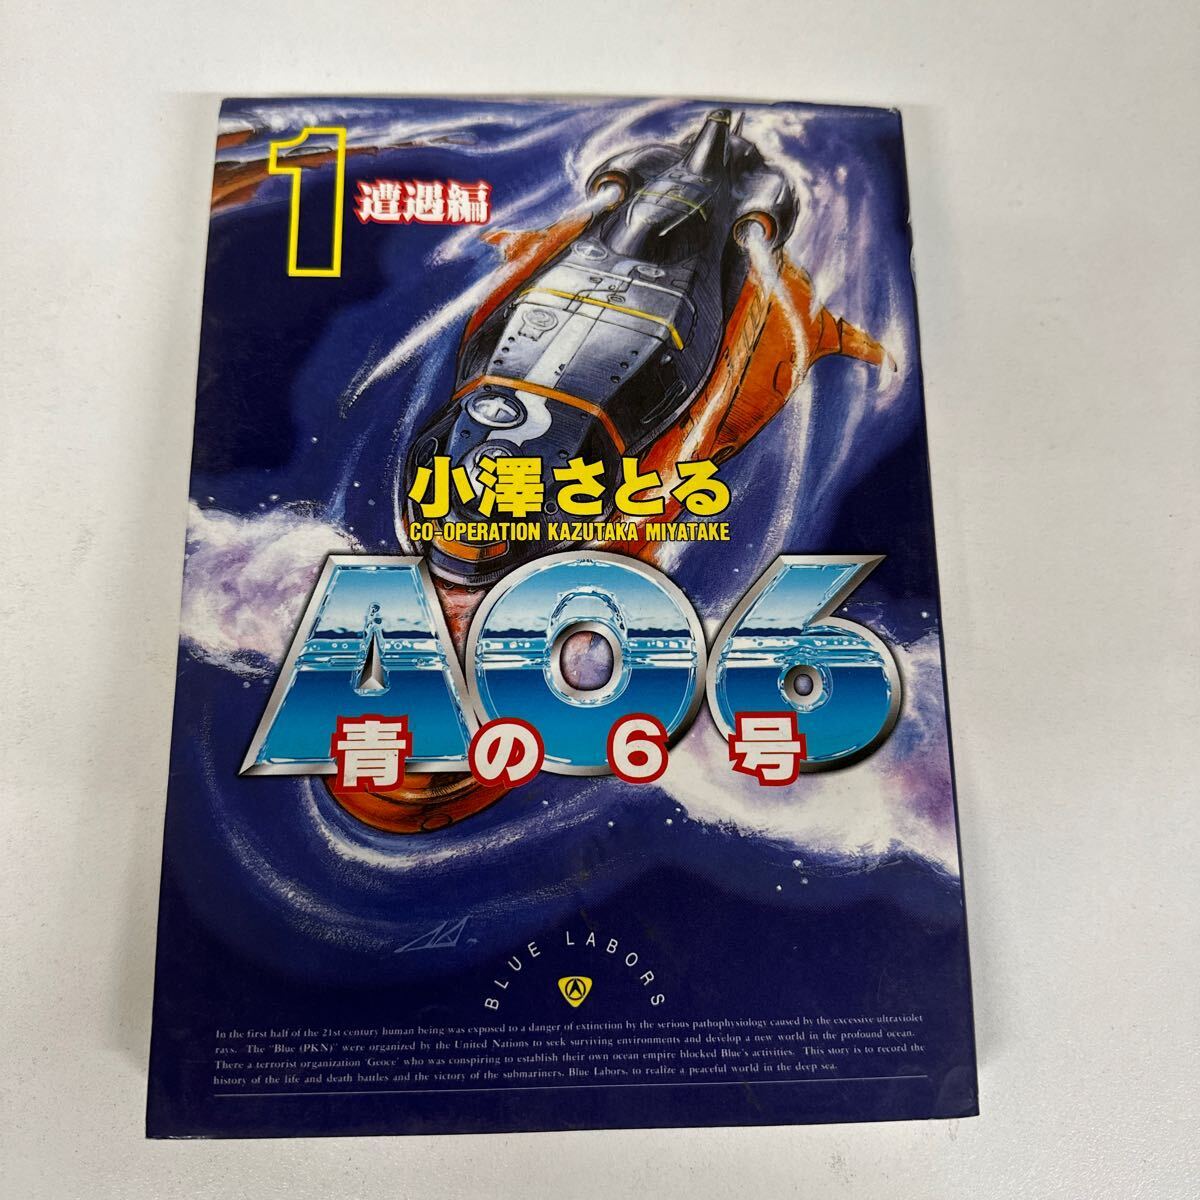 1
遭遇編
小澤さとる
CO-OPERATION KAZUTAKA MIYATAKE
AO6
青の6号
BLUE LABORS
In the first half of the 21st century human being was exposed to a danger of extinction by the serious pathophysiology caused by the excessive ultraviolet
rays. The "Blue (PKN)" were organized by the United Nations to seek surviving environments and develop a new world in the profound ocean.
There a terrorist organization 'Geoce' who was conspiring to establish their own ocean empire blocked Blue's activities. This story is to record the
history of the life and death battles and the victory of the submariners, Blue Labors, to realize a peaceful world in the deep sea.